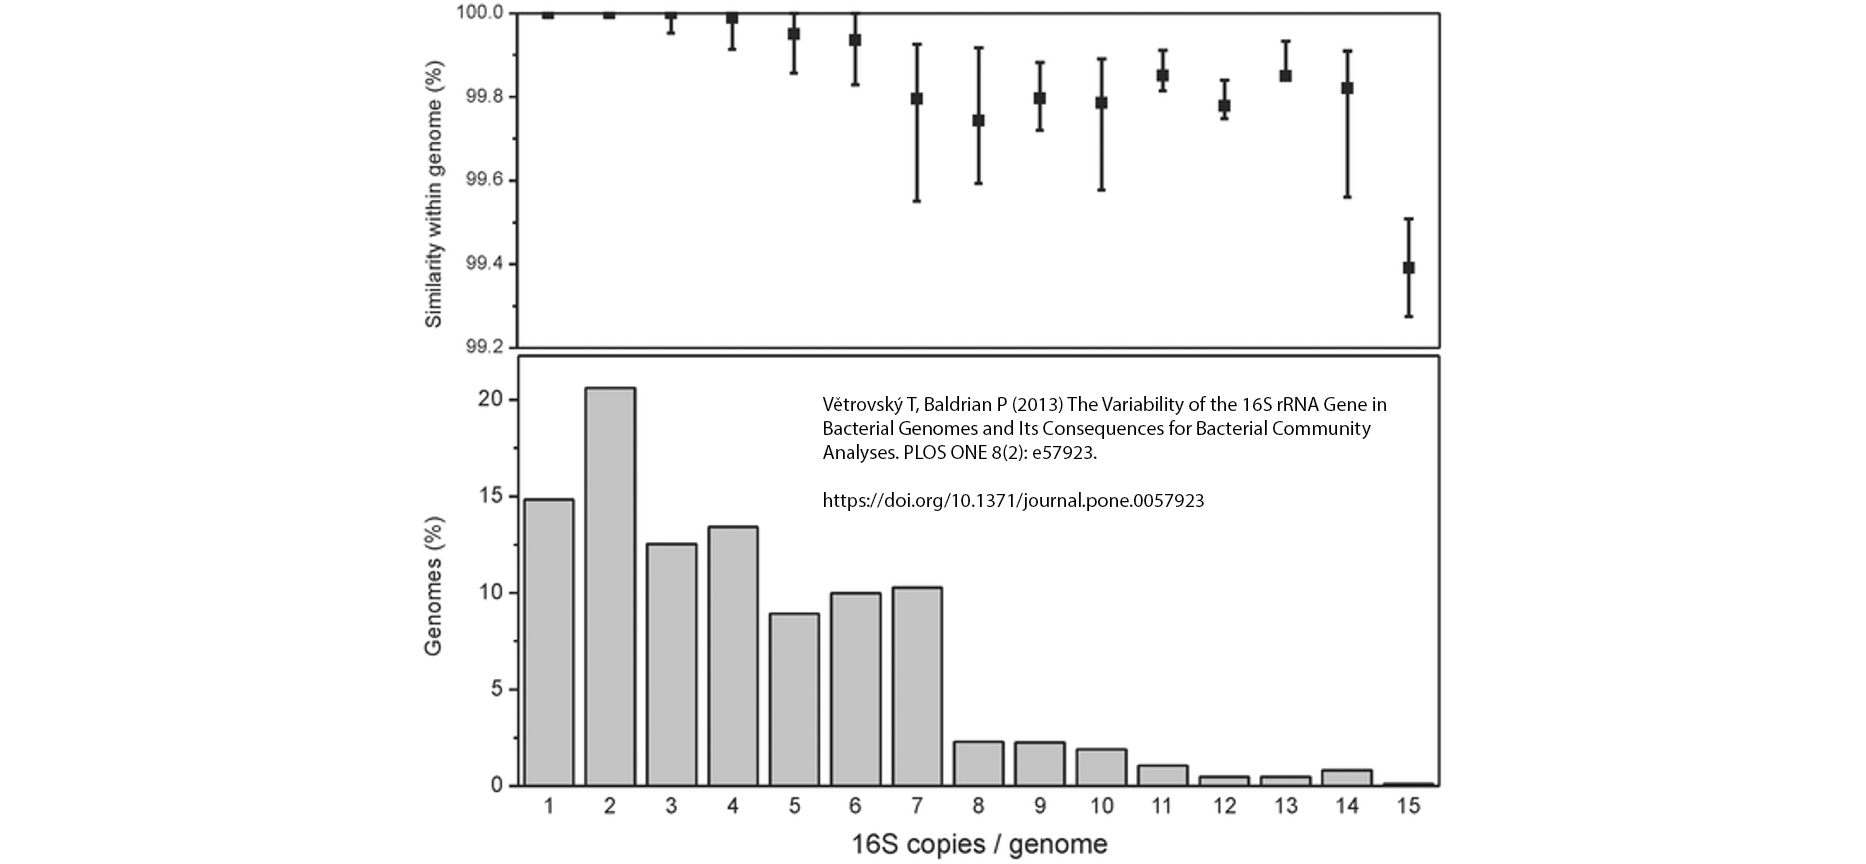 100.0
99.8
99.6
99.4
99.2
Similarity within genome (%)
20
15
10
5
0
Genomes (%)
Větrovský T, Baldrian P (2013) The Variability of the 16S rRNA Gene in
Bacterial Genomes and Its Consequences for Bacterial Community
Analyses. PLOS ONE 8(2): e57923.
https://doi.org/10.1371/journal.pone.0057923
1 2 3 4 5 6 7 8 9 10 11 12 13 14 15
16S copies / genome